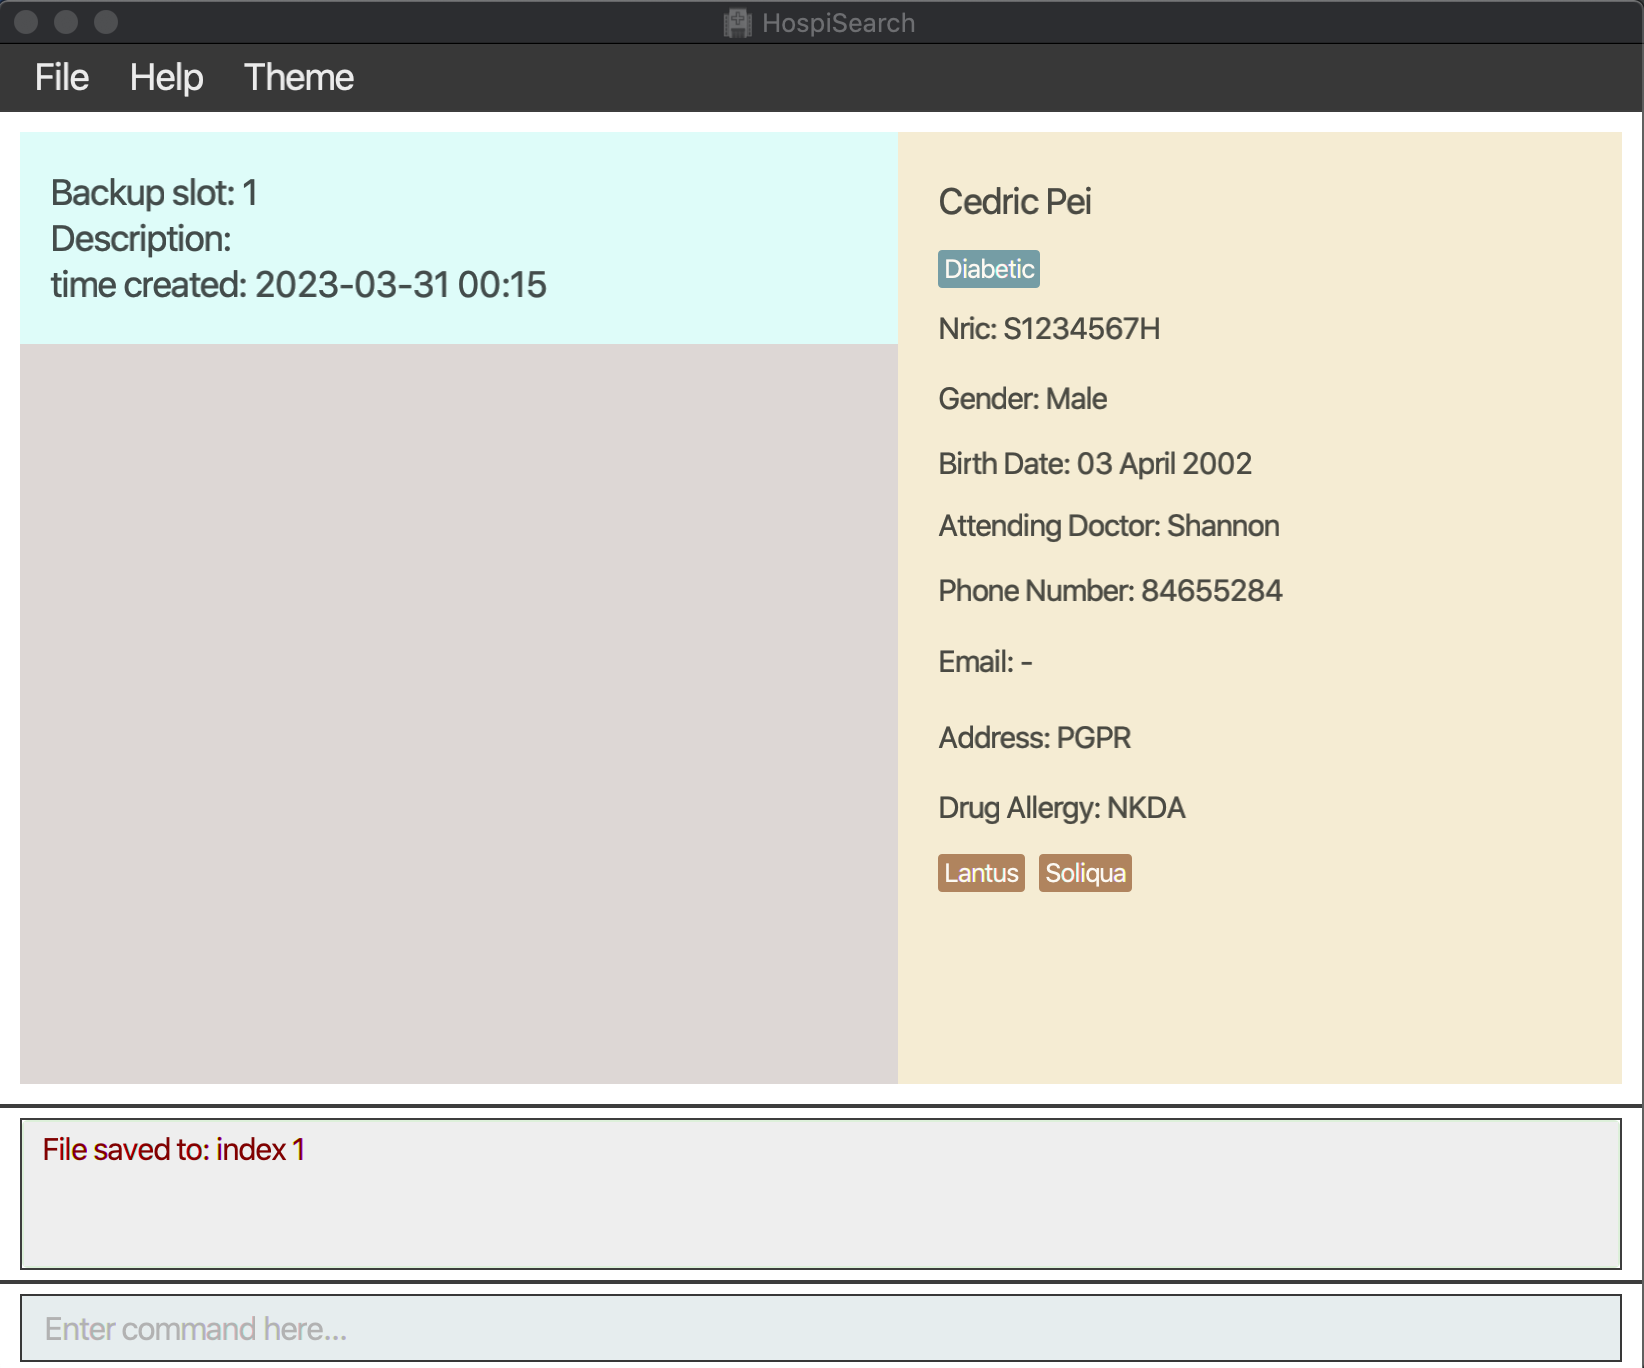 HospiSearch
File Help Theme
Backup slot: 1
Description:
time created: 2023-03-31 00:15
Cedric Pei
Diabetic
Nric: S1234567H
Gender: Male
Birth Date: 03 April 2002
Attending Doctor: Shannon
Phone Number: 84655284
Email: -
Address: PGPR
Drug Allergy: NKDA
Lantus Soliqua
File saved to: index 1
Enter command here...